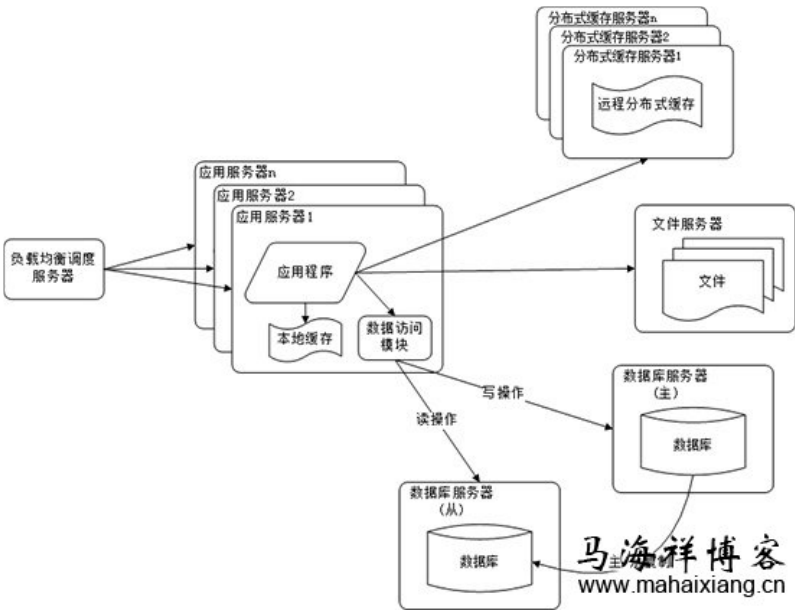 分布式缓存服务器n
分布式缓存服务器2
分布式缓存服务器1
远程分布式缓存
应用服务器n
应用服务器2
应用服务器1
负载均衡调度
服务器
应用程序
本地缓存
数据访问
模块
文件服务器
文件
写操作
读操作
数据库服务器
(主)
数据库
数据库服务器
(从)
数据库
马海祥博客
www.mahaixiang.cn